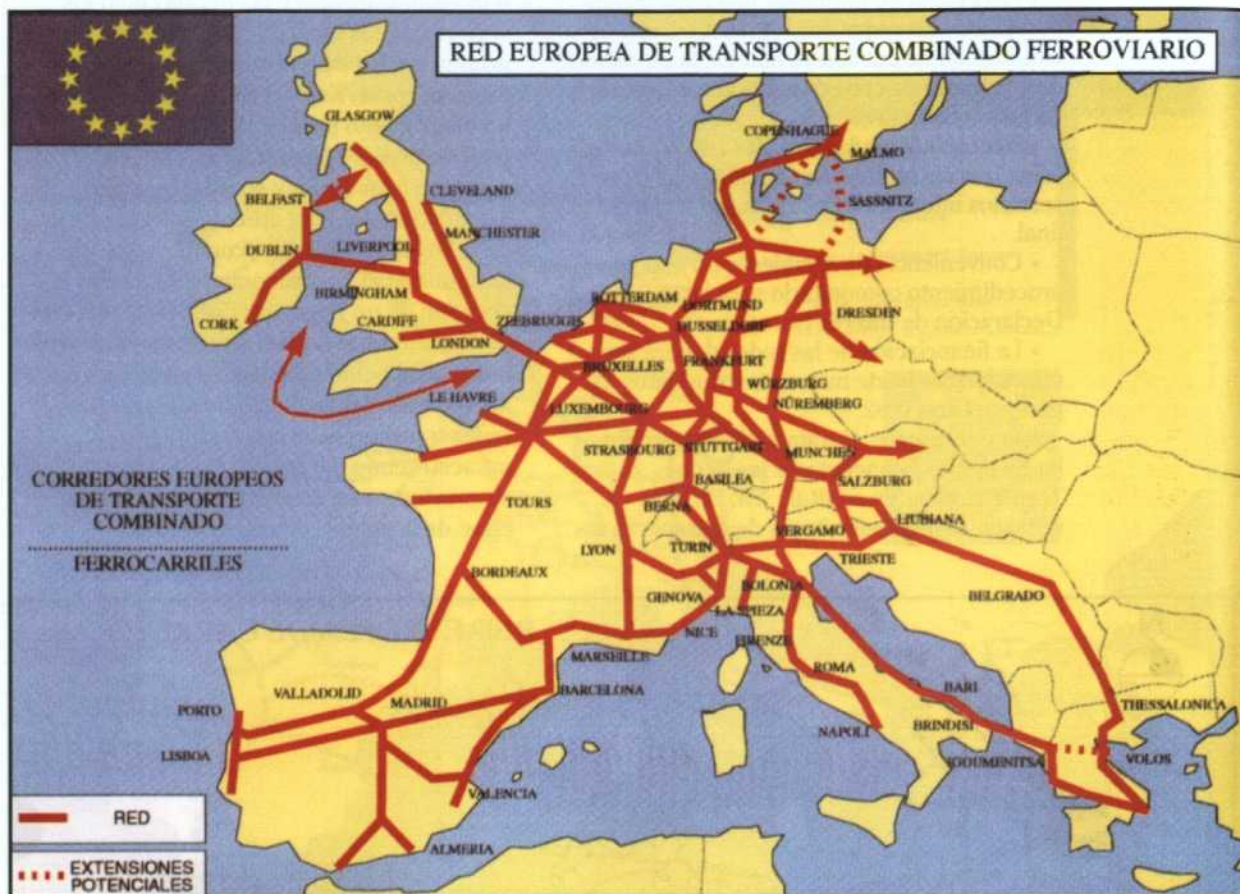 RED EUROPEA DE TRANSPORTE COMBINADO FERROVIARIO
GLASGOW
COPENHAGUE
MALMO
BELFAST
CLEVELAND
SASSNITZ
DUBLIN
LIVERPOOL
MANCHESTER
BIRMINGHAM
ROTTERDAM
DORTMUND
CORK
CARDIFF
ZEEBRUGGE
DUSSELDORF
DRESDEN
LONDON
BRUXELLES
FRANKFURT
WÜRZBURG
LE HAVRE
LUXEMBOURG
NÜREMBERG
STRASBOURG
STUTTGART
MUNCHES
CORREDORES EUROPEOS
DE TRANSPORTE
COMBINADO
FERROCARRILES
TOURS
BASILEA
SALZBURG
BERNA
LIUBIANA
LYON
TURIN
VERGAMO
TRIESTE
BORDEAUX
GENOVA
BOLONIA
BELGRADO
LA SPIEZA
NICE
FIRENZE
MARSEILLE
ROMA
VALLADOLID
MADRID
BARCELONA
BARI
PORTO
NAPOLI
BRINDISI
THESSALONICA
LISBOA
IGOUMENITSA
VOLOS
VALENCIA
ALMERIA
RED
EXTENSIONES
POTENCIALES